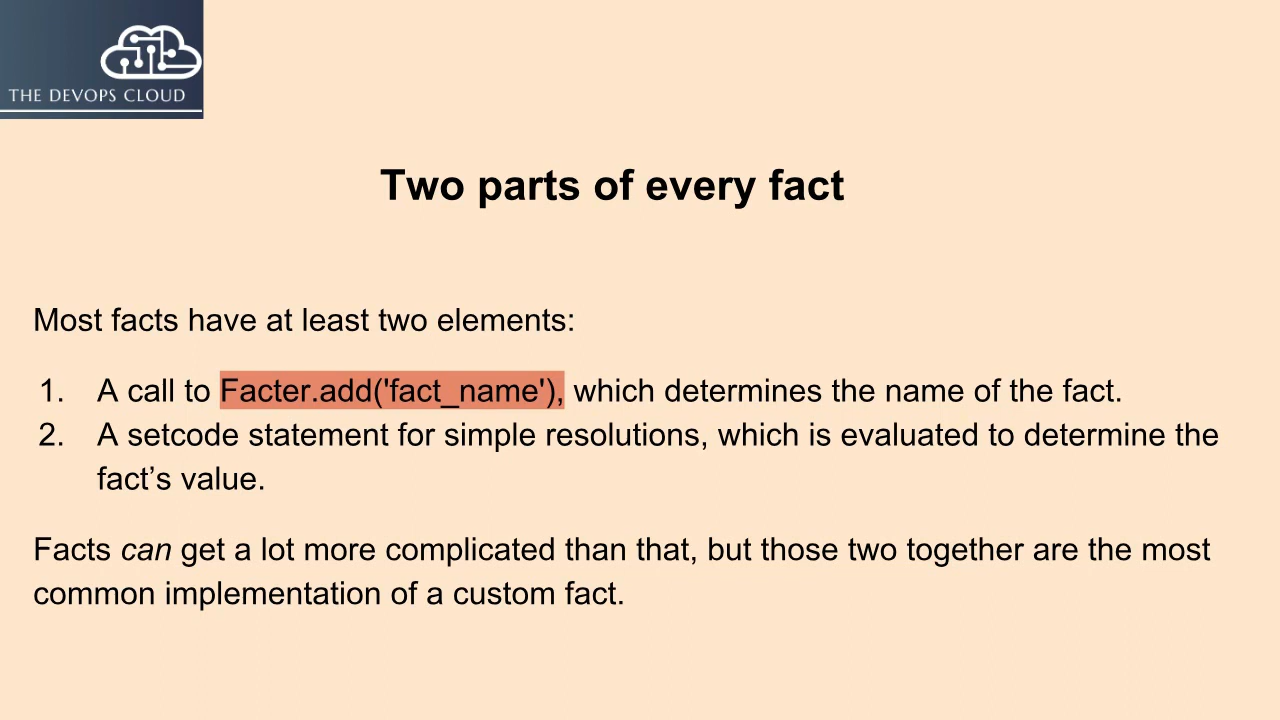 THE DEVOPS CLOUD
Two parts of every fact
Most facts have at least two elements:
1. A call to Facter.add('fact_name'), which determines the name of the fact.
2. A setcode statement for simple resolutions, which is evaluated to determine the
fact’s value.
Facts can get a lot more complicated than that, but those two together are the most
common implementation of a custom fact.